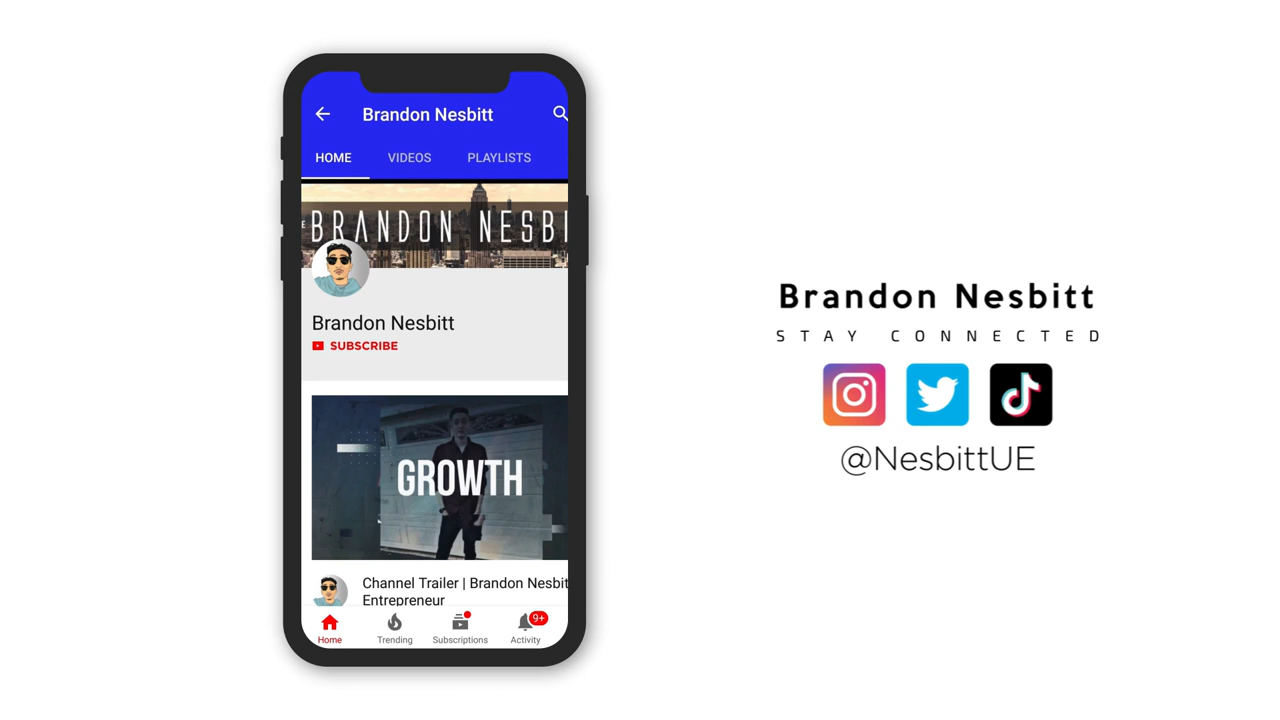 Brandon Nesbitt
HOME VIDEOS PLAYLISTS
E BRANDON NESBI
Brandon Nesbitt
SUBSCRIBE
GROWTH
Channel Trailer | Brandon Nesbit
Entrepreneur
Home Trending Subscriptions Activity
9+
Brandon Nesbitt
STAY CONNECTED
@NesbittUE